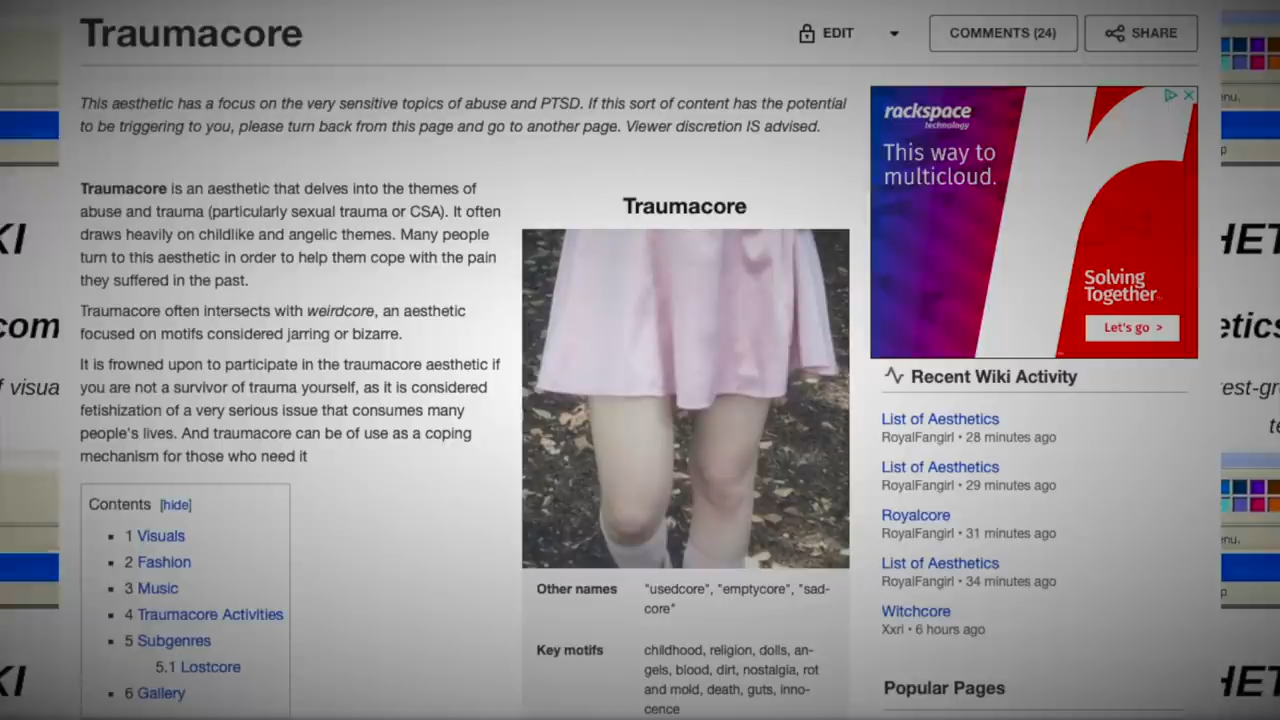 Traumacore
EDIT
COMMENTS (24)
SHARE
This aesthetic has a focus on the very sensitive topics of abuse and PTSD. If this sort of content has the potential
to be triggering to you, please turn back from this page and go to another page. Viewer discretion IS advised.
Traumacore is an aesthetic that delves into the themes of
abuse and trauma (particularly sexual trauma or CSA). It often
draws heavily on childlike and angelic themes. Many people
turn to this aesthetic in order to help them cope with the pain
they suffered in the past.
Traumacore often intersects with weirdcore, an aesthetic
focused on motifs considered jarring or bizarre.
It is frowned upon to participate in the traumacore aesthetic if
you are not a survivor of trauma yourself, as it is considered
fetishization of a very serious issue that consumes many
people's lives. And traumacore can be of use as a coping
mechanism for those who need it
Contents [hide]
1 Visuals
2 Fashion
3 Music
4 Traumacore Activities
5 Subgenres
5.1 Lostcore
6 Gallery
Traumacore
Other names "usedcore", "emptycore", "sad-
core"
Key motifs childhood, religion, dolls, an-
gels, blood, dirt, nostalgia, rot
and mold, death, guts, inno-
cence
rackspace
technology
This way to
multicloud.
Solving
Together
Let's go >
Recent Wiki Activity
List of Aesthetics
RoyalFangirl • 28 minutes ago
List of Aesthetics
RoyalFangirl • 29 minutes ago
Royalcore
RoyalFangirl • 31 minutes ago
List of Aesthetics
RoyalFangirl • 34 minutes ago
Witchcore
Xxri • 6 hours ago
Popular Pages
KI
com
f visua
KI
nu.
p
HET
etics
est-gr
te
nu.
p
HET